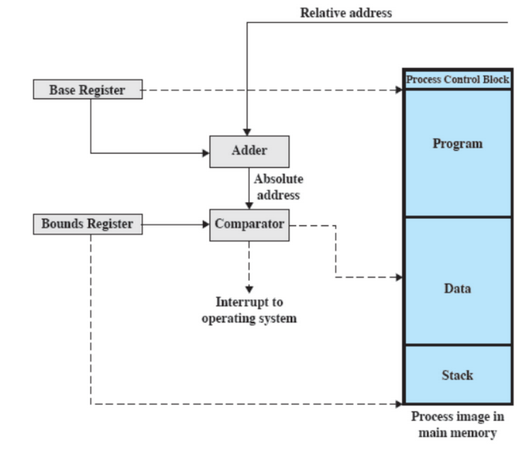 Relative address
Process Control Block
Base Register
Program
Adder
Absolute
address
Bounds Register
Comparator
Data
Interrupt to
operating system
Stack
Process image in
main memory